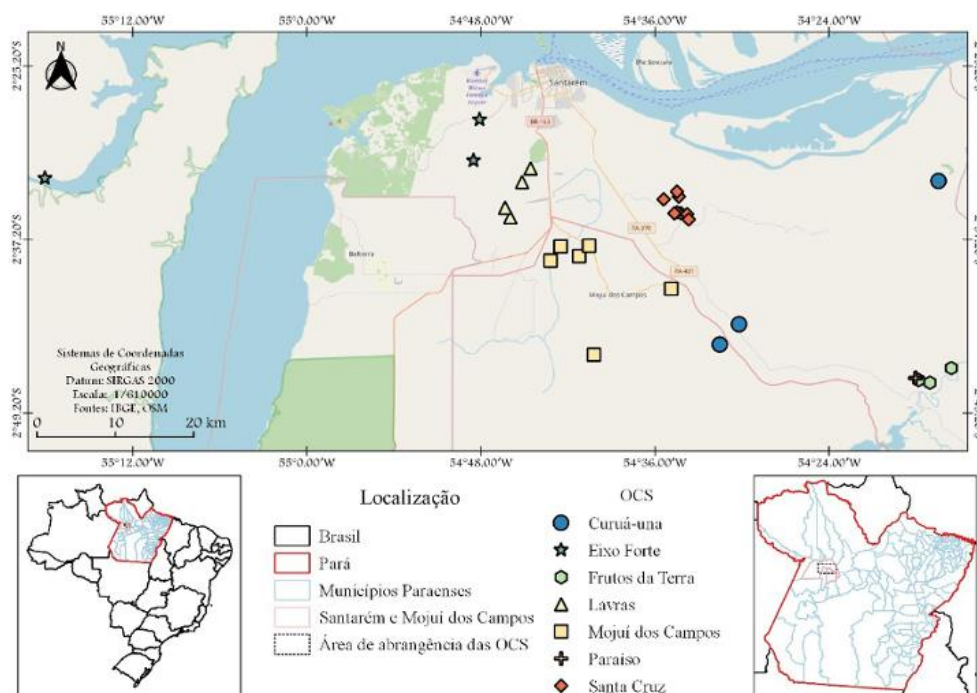 55°12.00'W 55°0.00'W 54°48.00'W 54°36.00'W 54°24.00'W
N
2°25.20'S
Santarém
BR-163
2°37.20'S
Belterra
PA-370
PA-431
Mojuí dos Campos
Sistemas de Coordenadas
Geográficas
Datum: SIRGAS 2000
Escala: 1/610000
Fontes: IBGE, OSM
0 10 20 km
2°49.20'S
55°12.00'W 55°0.00'W 54°48.00'W 54°36.00'W 54°24.00'W
Localização
Brasil
Pará
Municípios Paraenses
Santarém e Mojuí dos Campos
Área de abrangência das OCS
OCS
Curuá-una
Eixo Forte
Frutos da Terra
Lavras
Mojuí dos Campos
Paraíso
Santa Cruz